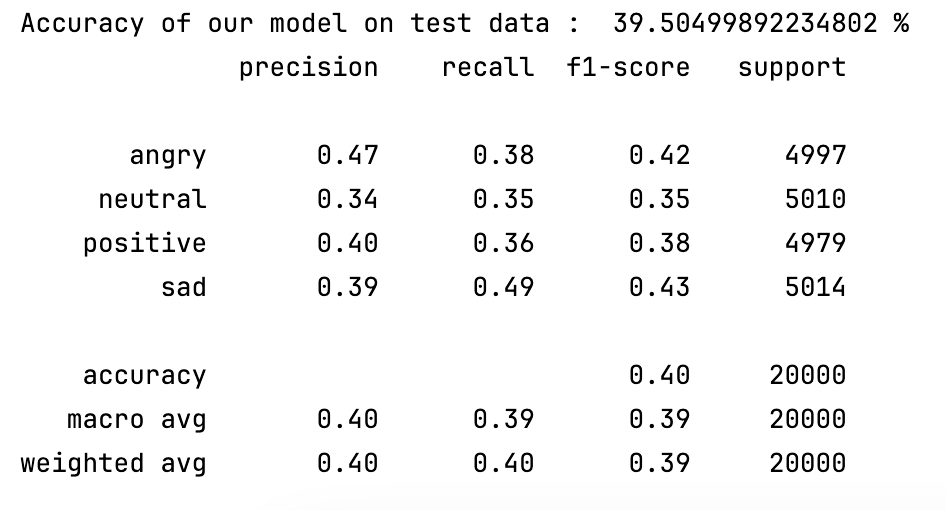 Accuracy of our model on test data :  39.50499892234802 %
              precision    recall  f1-score   support

       angry       0.47      0.38      0.42      4997
     neutral       0.34      0.35      0.35      5010
    positive       0.40      0.36      0.38      4979
         sad       0.39      0.49      0.43      5014

    accuracy                           0.40     20000
   macro avg       0.40      0.39      0.39     20000
weighted avg       0.40      0.40      0.39     20000